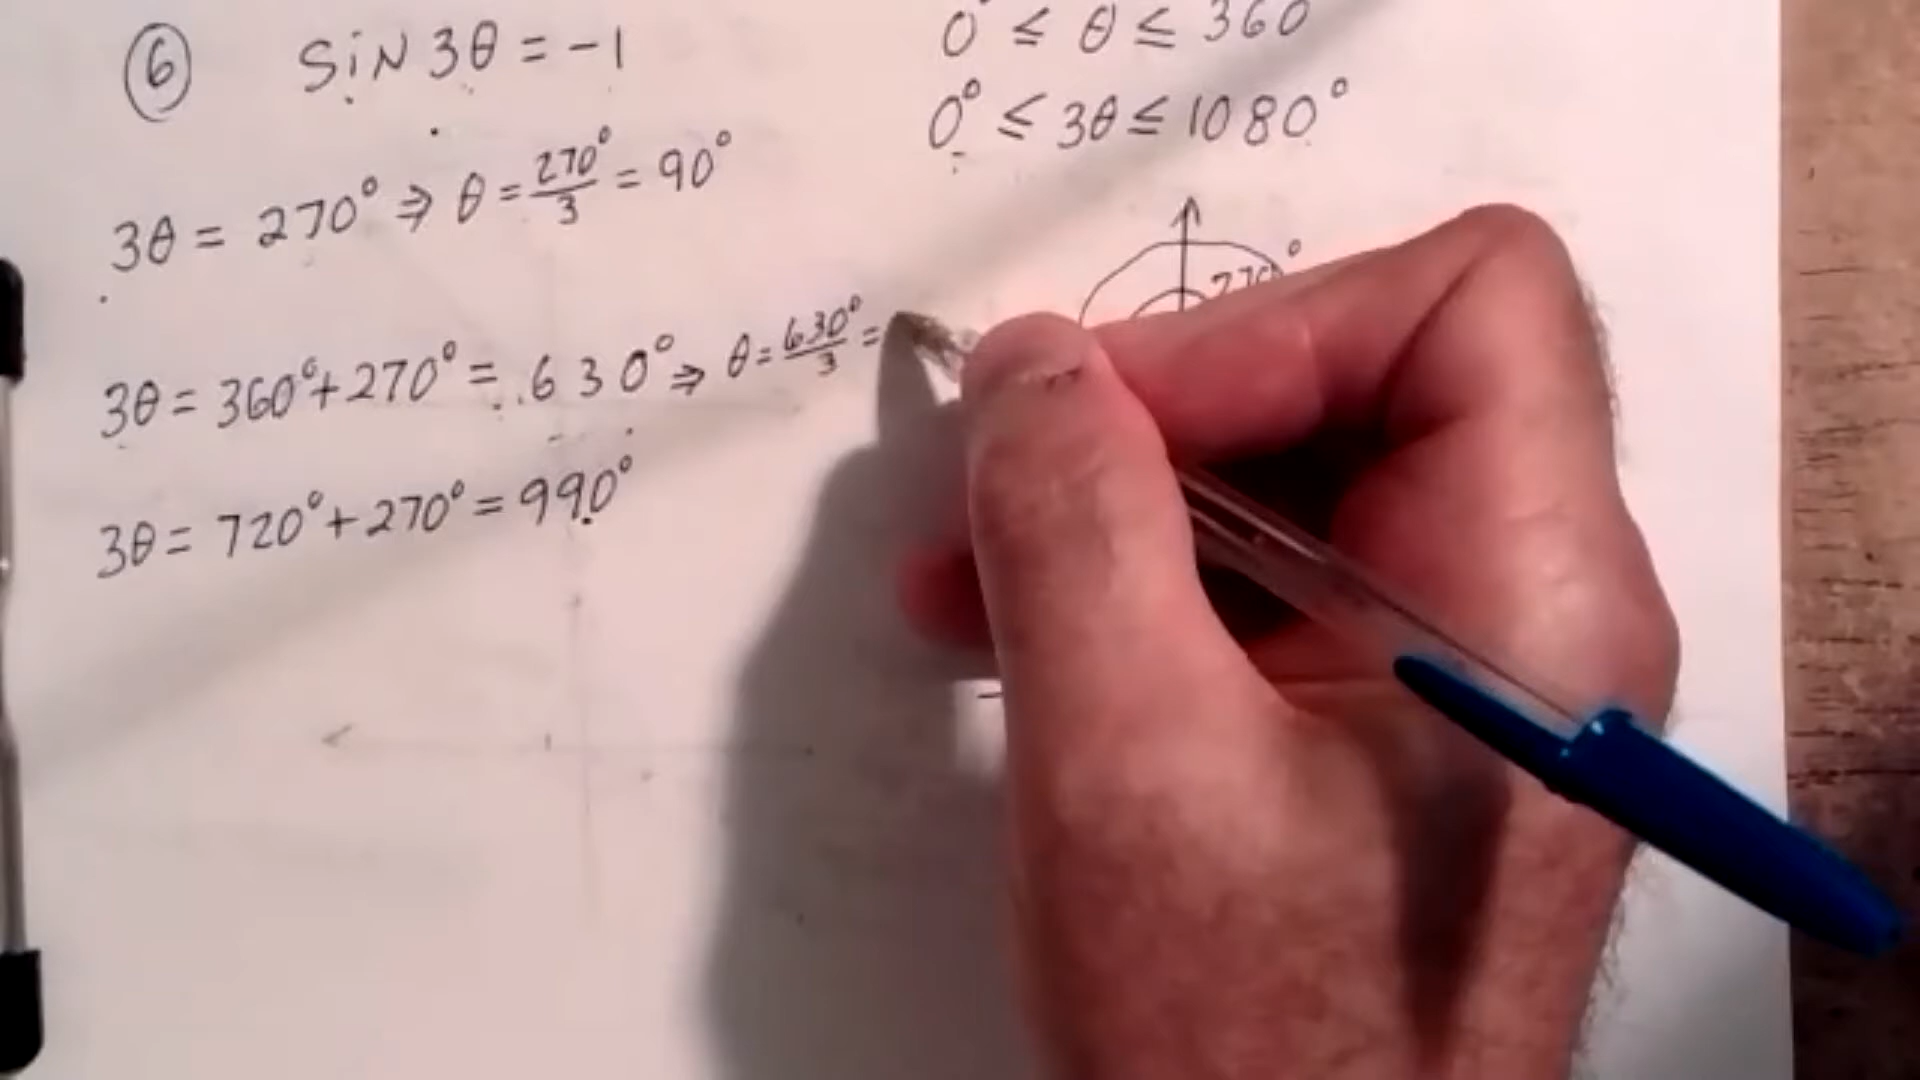 ⑥ SiN 3θ = -1
0° ≤ θ ≤ 360
0° ≤ 3θ ≤ 1080°
3θ = 270° ⇒ θ = 270°/3 = 90°
270°
3θ = 360° + 270° = 630° ⇒ θ = 630°/3 =
3θ = 720° + 270° = 990°